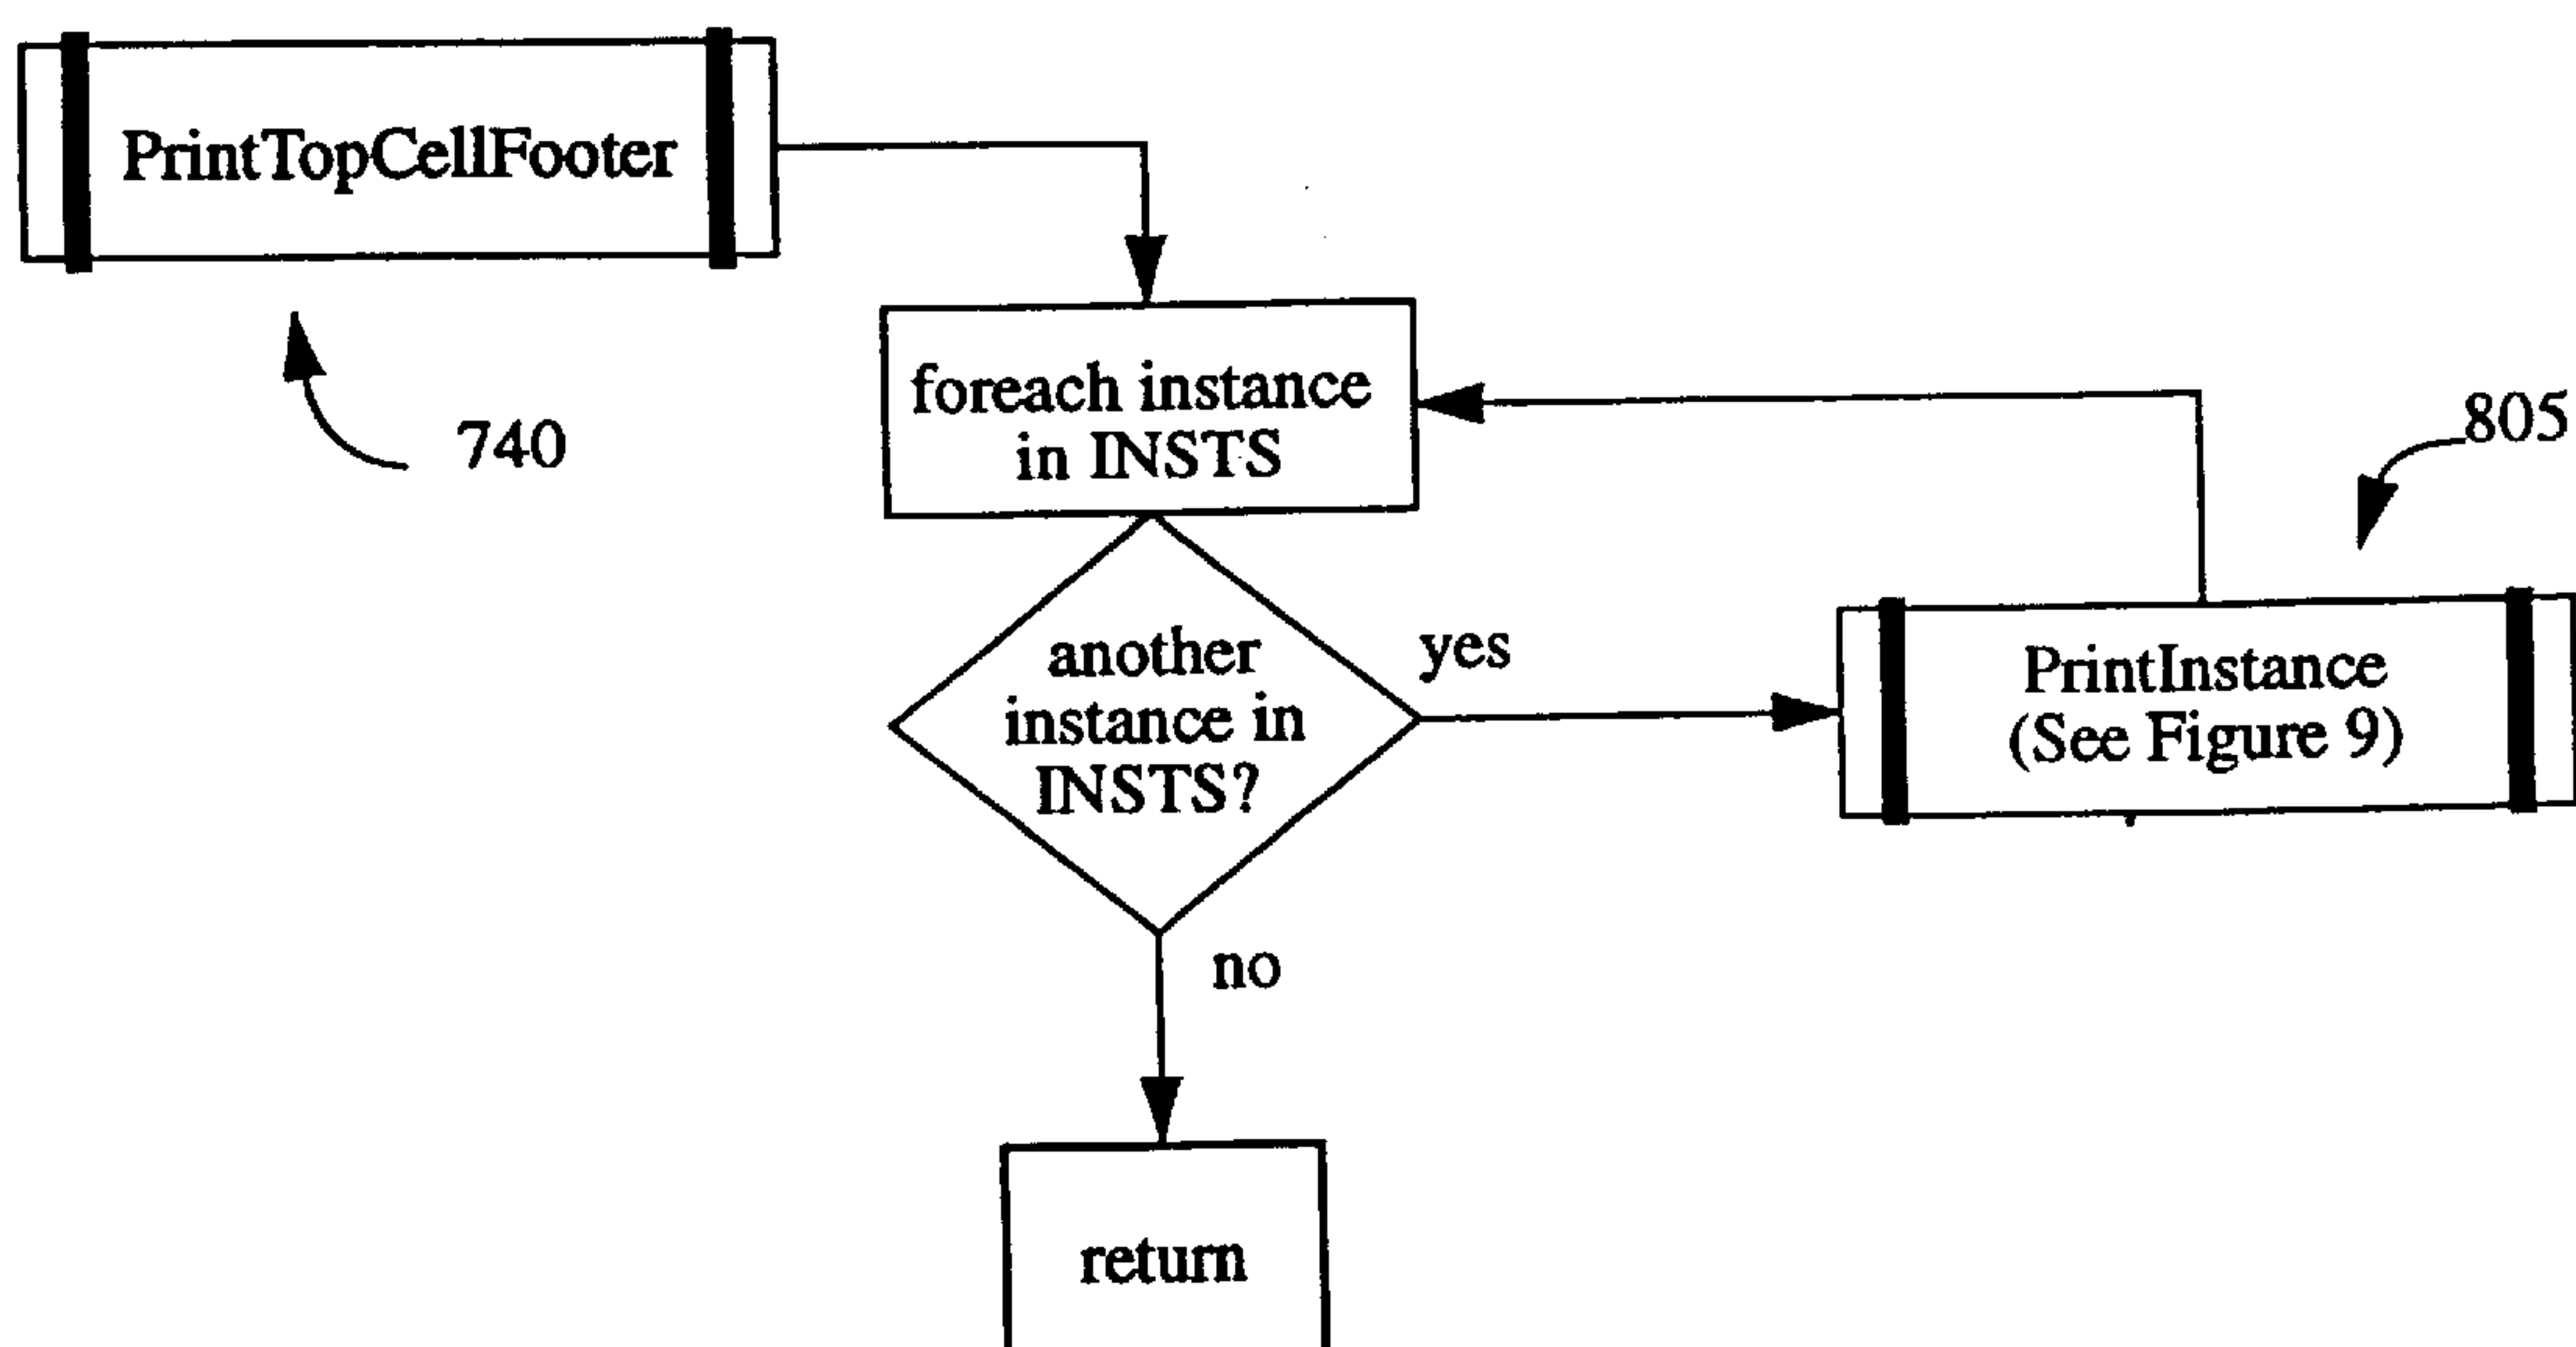 PrintTopCellFooter
740
foreach instance
in INSTS
805
another
instance in
INSTS?
yes
PrintInstance
(See Figure 9)
no
return